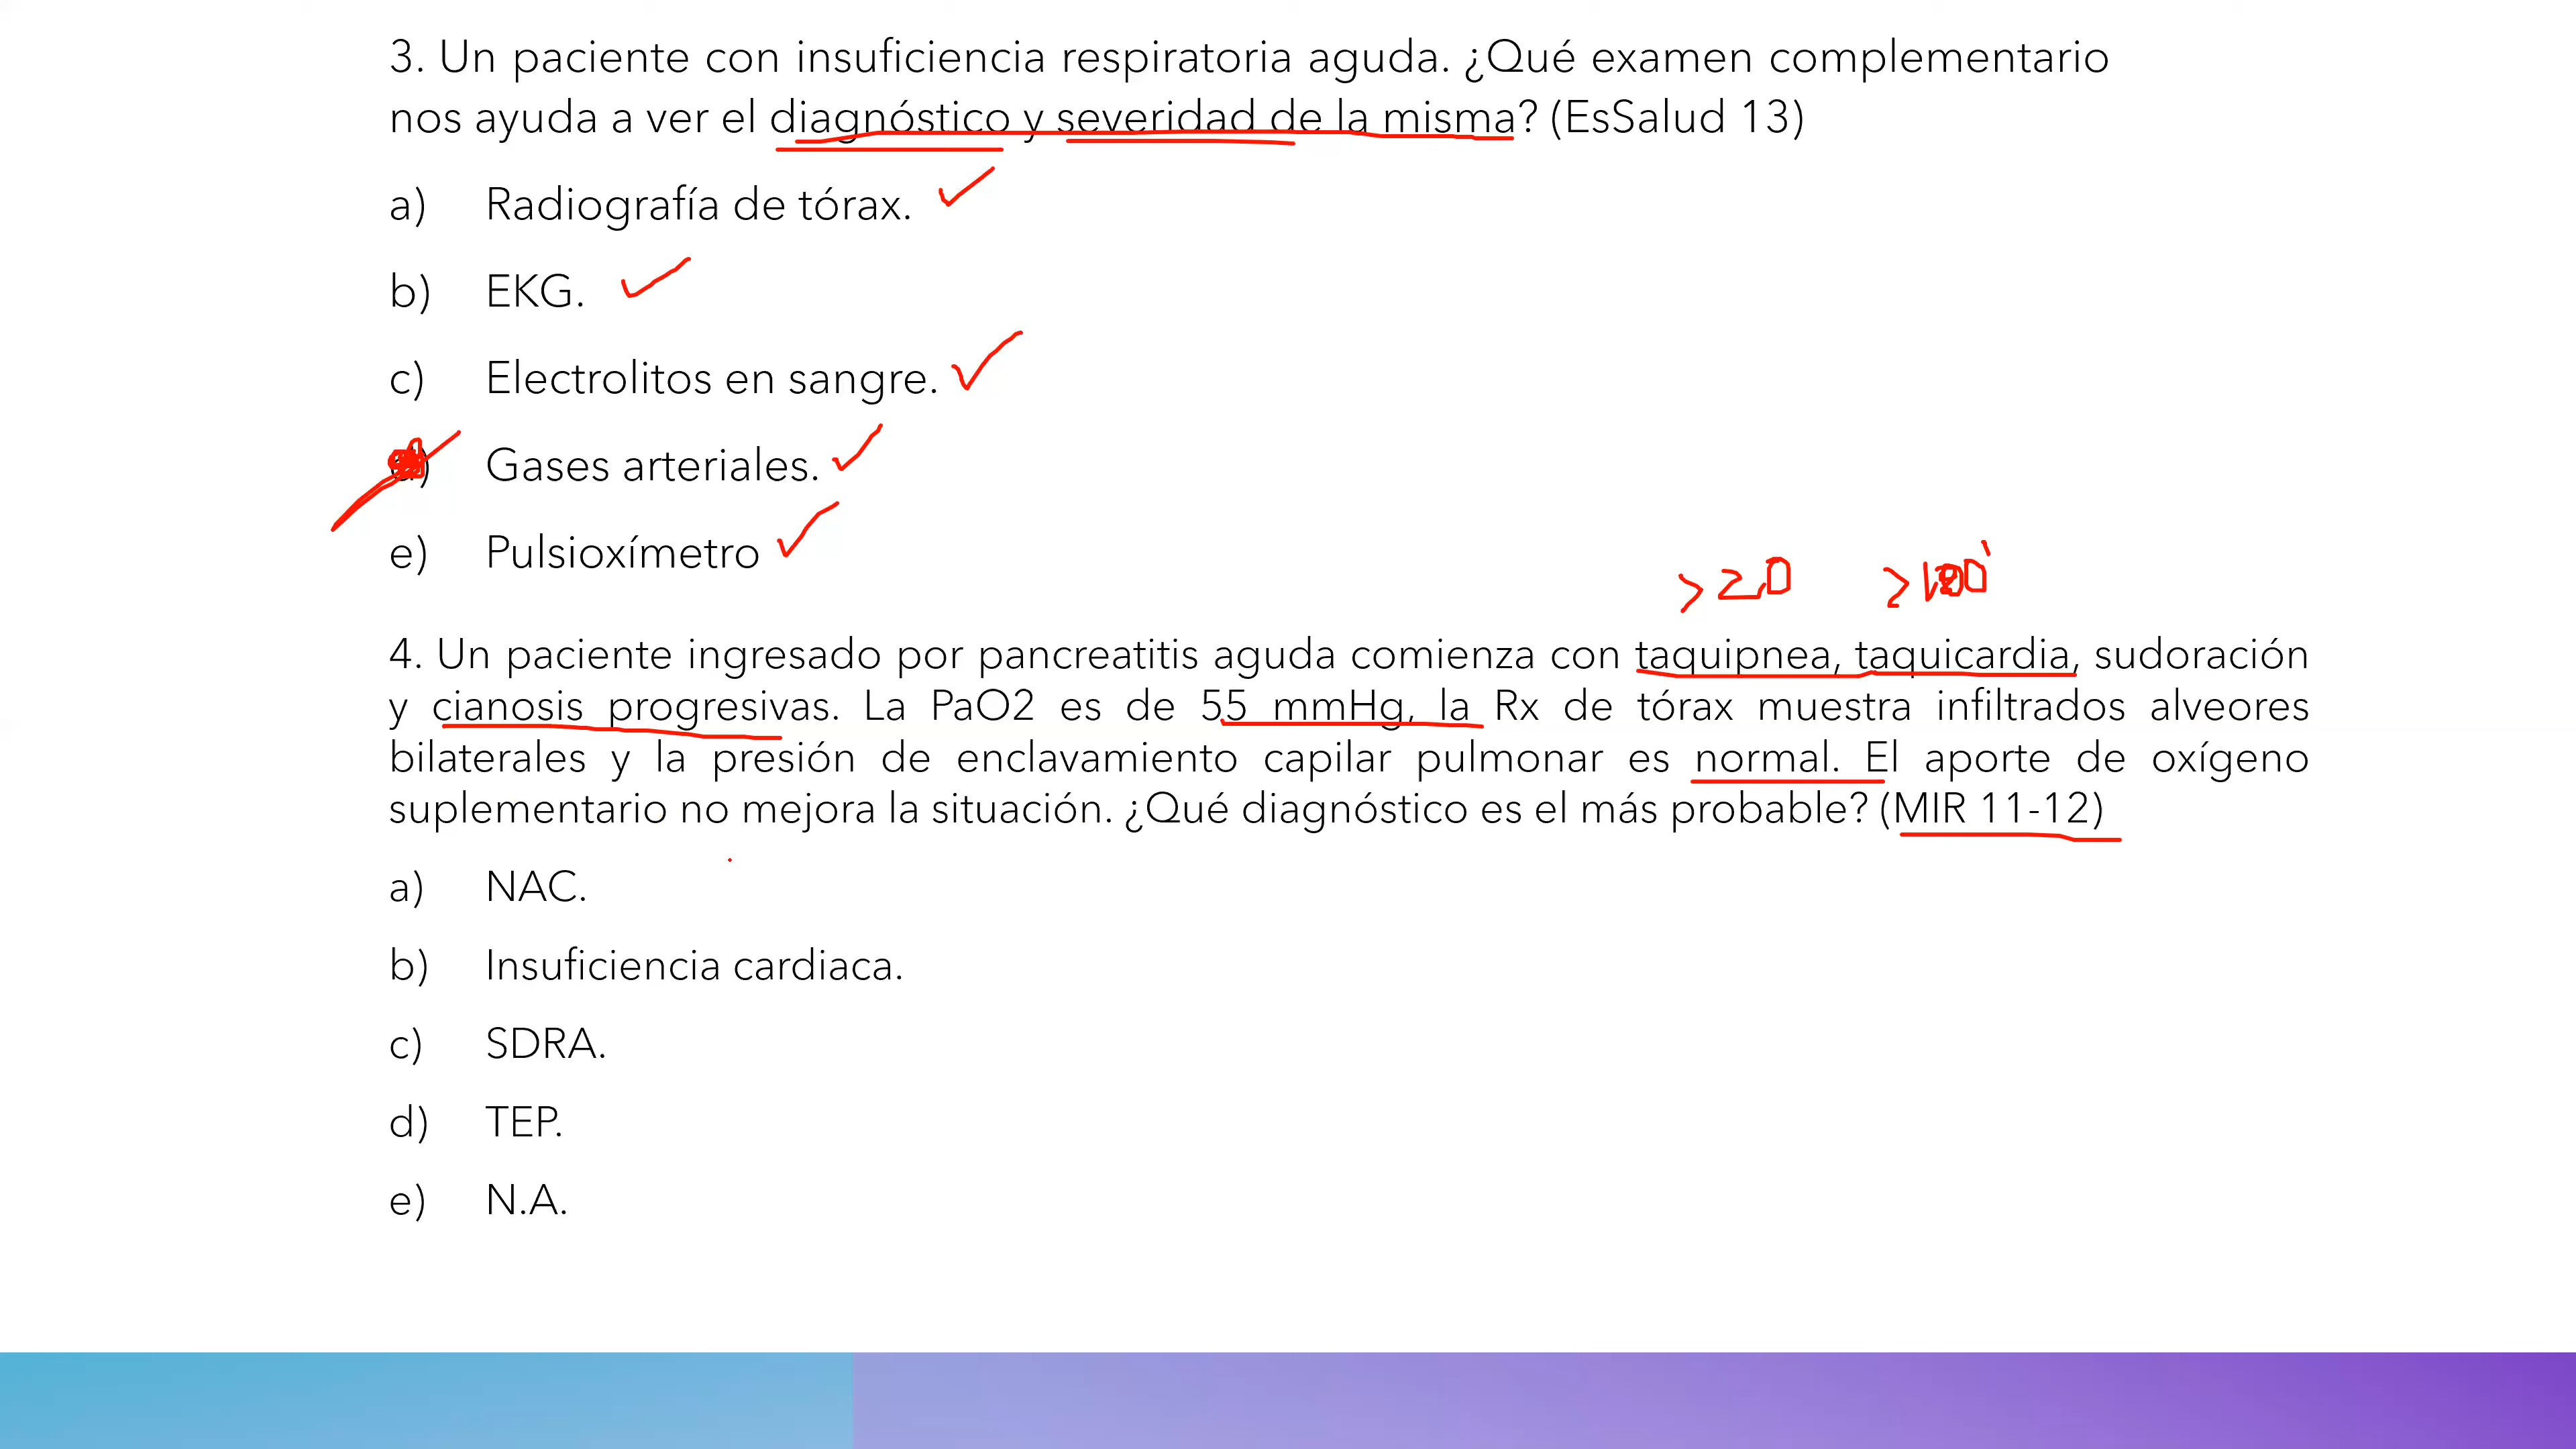 3. Un paciente con insuficiencia respiratoria aguda. ¿Qué examen complementario
nos ayuda a ver el diagnóstico y severidad de la misma? (EsSalud 13)
a) Radiografía de tórax.
b) EKG.
c) Electrolitos en sangre.
d) Gases arteriales.
e) Pulsioxímetro
>20
4. Un paciente ingresado por pancreatitis aguda comienza con taquipnea, taquicardia, sudoración
y cianosis progresivas. La PaO2 es de 55 mmHg, la Rx de tórax muestra infiltrados alveores
bilaterales y la presión de enclavamiento capilar pulmonar es normal. El aporte de oxígeno
suplementario no mejora la situación. ¿Qué diagnóstico es el más probable? (MIR 11-12)
a) NAC.
b) Insuficiencia cardiaca.
c) SDRA.
d) TEP.
e) N.A.